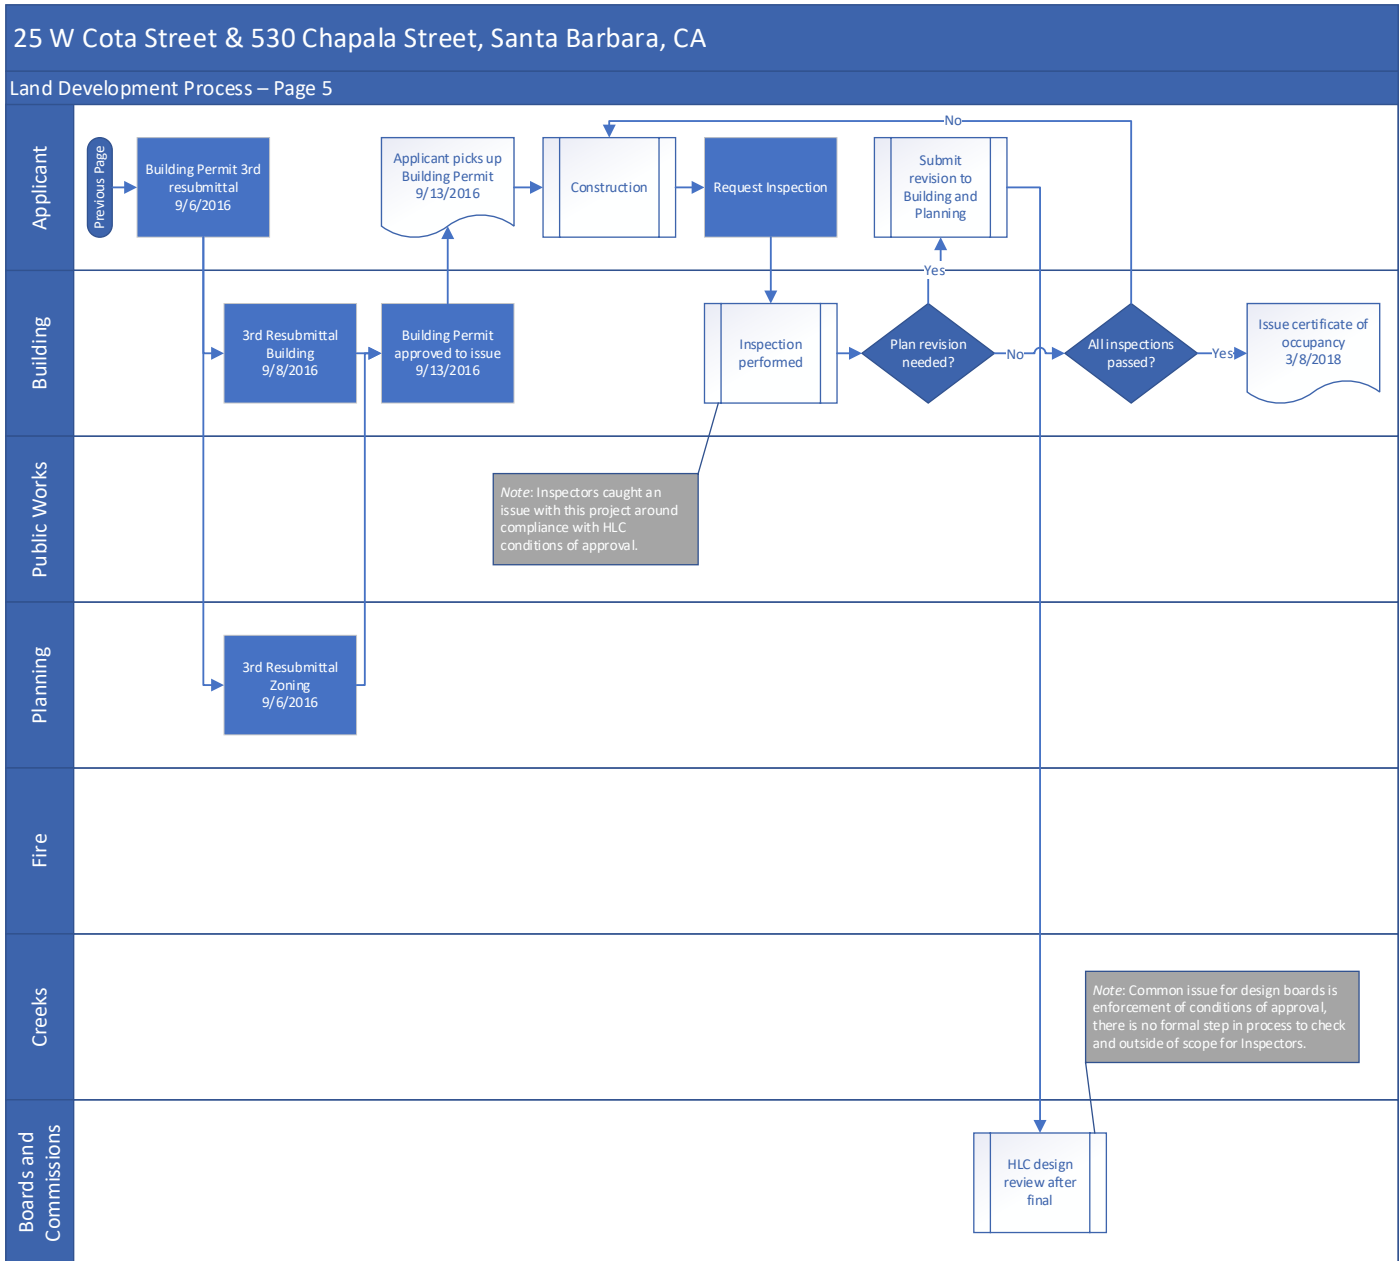 25 W Cota Street & 530 Chapala Street, Santa Barbara, CA
Land Development Process – Page 5
Applicant
Previous Page
Building Permit 3rd
resubmittal
9/6/2016
Applicant picks up
Building Permit
9/13/2016
Construction
Request Inspection
Submit
revision to
Building and
Planning
No
Yes
Building
3rd Resubmittal
Building
9/8/2016
Building Permit
approved to issue
9/13/2016
Inspection
performed
Plan revision
needed?
No
All inspections
passed?
Yes
Issue certificate of
occupancy
3/8/2018
Public Works
Note: Inspectors caught an
issue with this project around
compliance with HLC
conditions of approval.
Planning
3rd Resubmittal
Zoning
9/6/2016
Fire
Creeks
Note: Common issue for design boards is
enforcement of conditions of approval,
there is no formal step in process to check
and outside of scope for Inspectors.
Boards and
Commissions
HLC design
review after
final